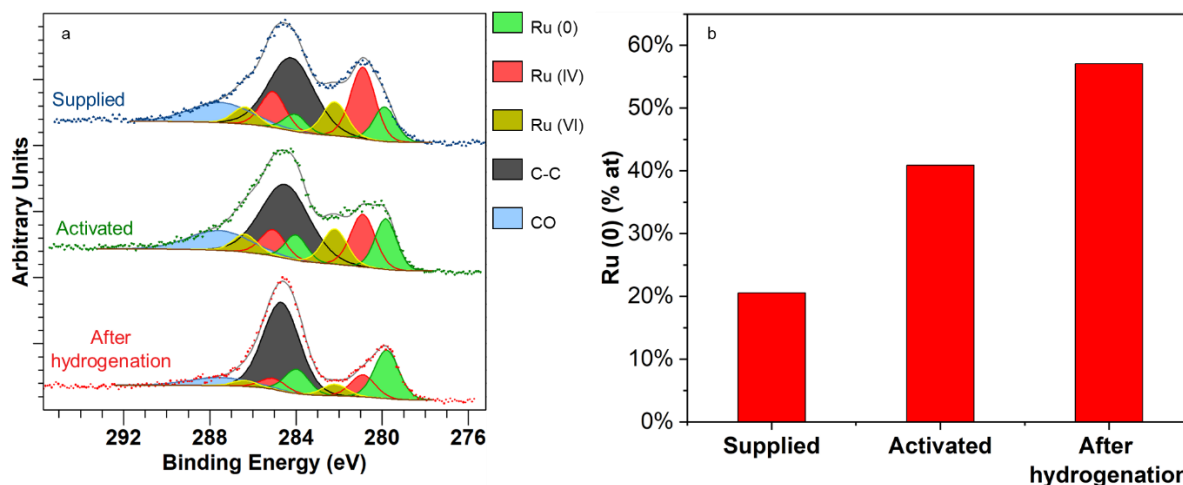 a
Ru (0)
Ru (IV)
Ru (VI)
C-C
CO
Supplied
Activated
After
hydrogenation
Arbitrary Units
292 288 284 280 276
Binding Energy (eV)
b
60%
50%
40%
30%
20%
10%
0%
Ru (0) (% at)
Supplied Activated After
hydrogenation